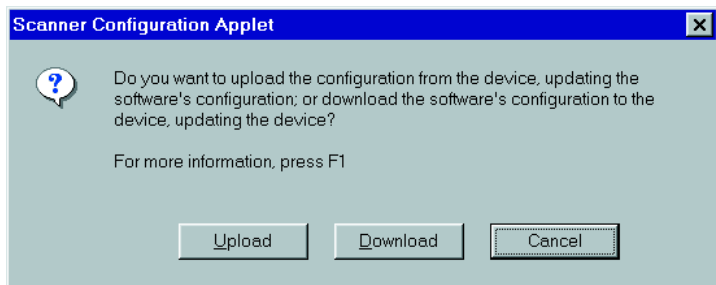 Scanner Configuration Applet
Do you want to upload the configuration from the device, updating the
software's configuration; or download the software's configuration to the
device, updating the device?
For more information, press F1
Upload Download Cancel